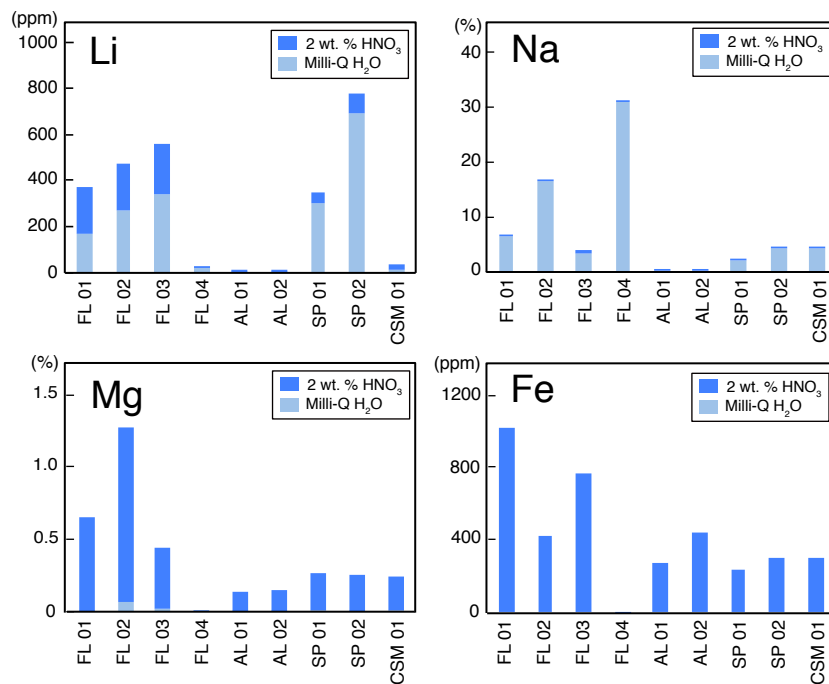 (ppm)
1000
800
600
400
200
0
Li
2 wt. % HNO₃
Milli-Q H₂O
FL 01
FL 02
FL 03
FL 04
AL 01
AL 02
SP 01
SP 02
CSM 01
(%)
40
30
20
10
0
Na
2 wt. % HNO₃
Milli-Q H₂O
FL 01
FL 02
FL 03
FL 04
AL 01
AL 02
SP 01
SP 02
CSM 01
(%)
1.5
1.0
0.5
0
Mg
2 wt. % HNO₃
Milli-Q H₂O
FL 01
FL 02
FL 03
FL 04
AL 01
AL 02
SP 01
SP 02
CSM 01
(ppm)
1200
800
400
0
Fe
2 wt. % HNO₃
Milli-Q H₂O
FL 01
FL 02
FL 03
FL 04
AL 01
AL 02
SP 01
SP 02
CSM 01